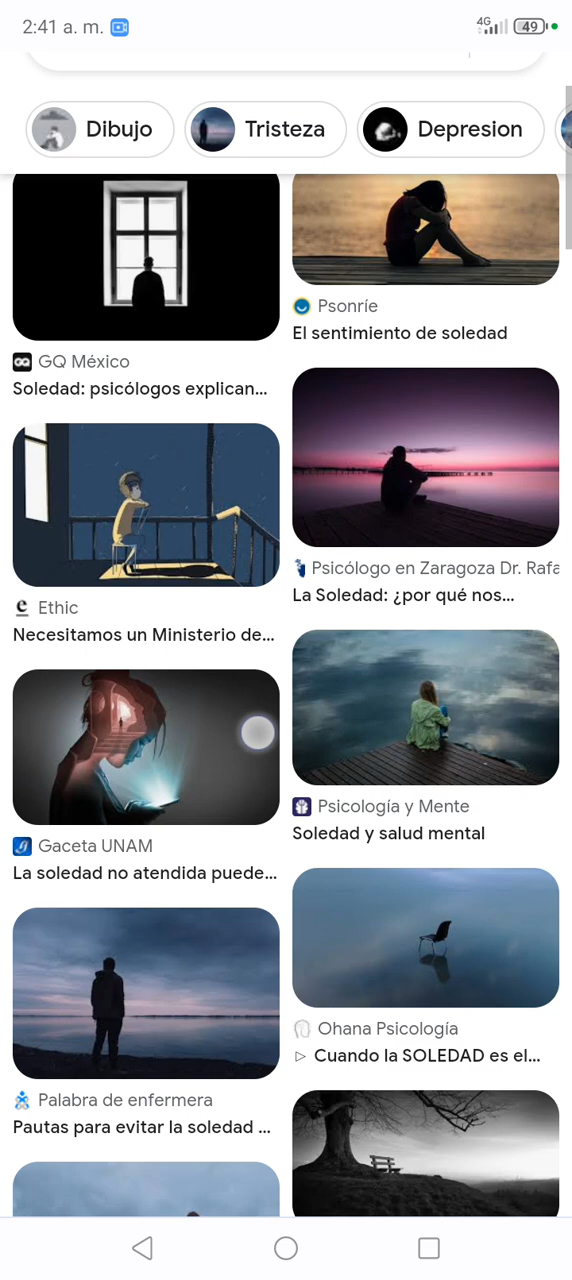 2:41 a. m.
4G
49
Dibujo
Tristeza
Depresion
GQ México
Soledad: psicólogos explican...
Psonríe
El sentimiento de soledad
Ethic
Necesitamos un Ministerio de...
Psicólogo en Zaragoza Dr. Rafa
La Soledad: ¿por qué nos...
Gaceta UNAM
La soledad no atendida puede...
Psicología y Mente
Soledad y salud mental
Palabra de enfermera
Pautas para evitar la soledad ...
Ohana Psicología
▷ Cuando la SOLEDAD es el...